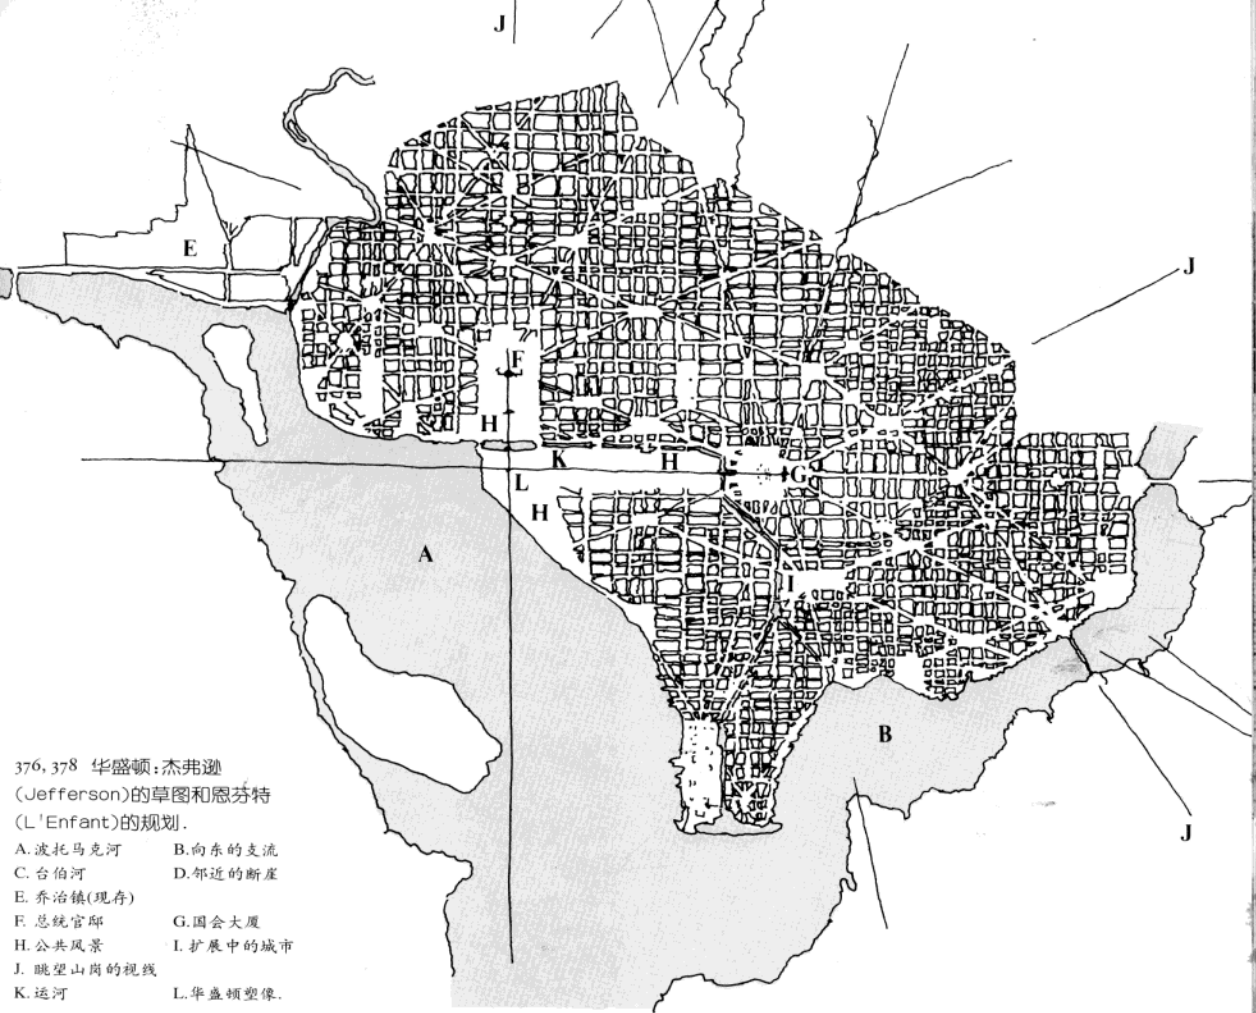 J
E
J
F
H
K
H
G
L
H
A
I
B
J
376, 378 华盛顿:杰弗逊
(Jefferson)的草图和恩芬特
(L'Enfant)的规划.
A.波托马克河 B.向东的支流
C.台伯河 D.邻近的断崖
E.乔治镇(现存)
F.总统官邸 G.国会大厦
H.公共风景 I.扩展中的城市
J.眺望山岗的视线
K.运河 L.华盛顿塑像.